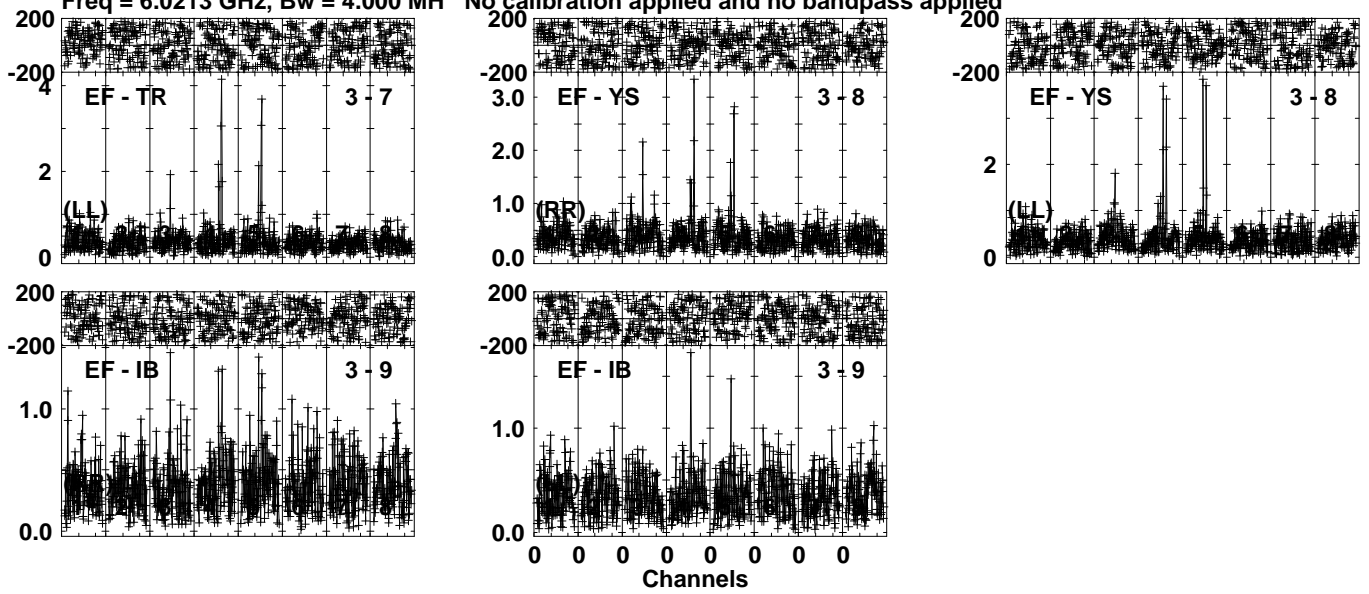 Freq = 6.0213 GHz, Bw = 4.000 MH No calibration applied and no bandpass applied
200 200 200
-200 -200 -200
EF - TR 3 - 7 EF - YS 3 - 8 EF - YS 3 - 8
4 3.0
2 2.0 2
(LL) 1.0 (RR) (LL)
0 0.0 0
200 200
-200 -200
EF - IB 3 - 9 EF - IB 3 - 9
1.0 1.0
0.0 0.0
0 0 0 0 0 0 0 0
Channels